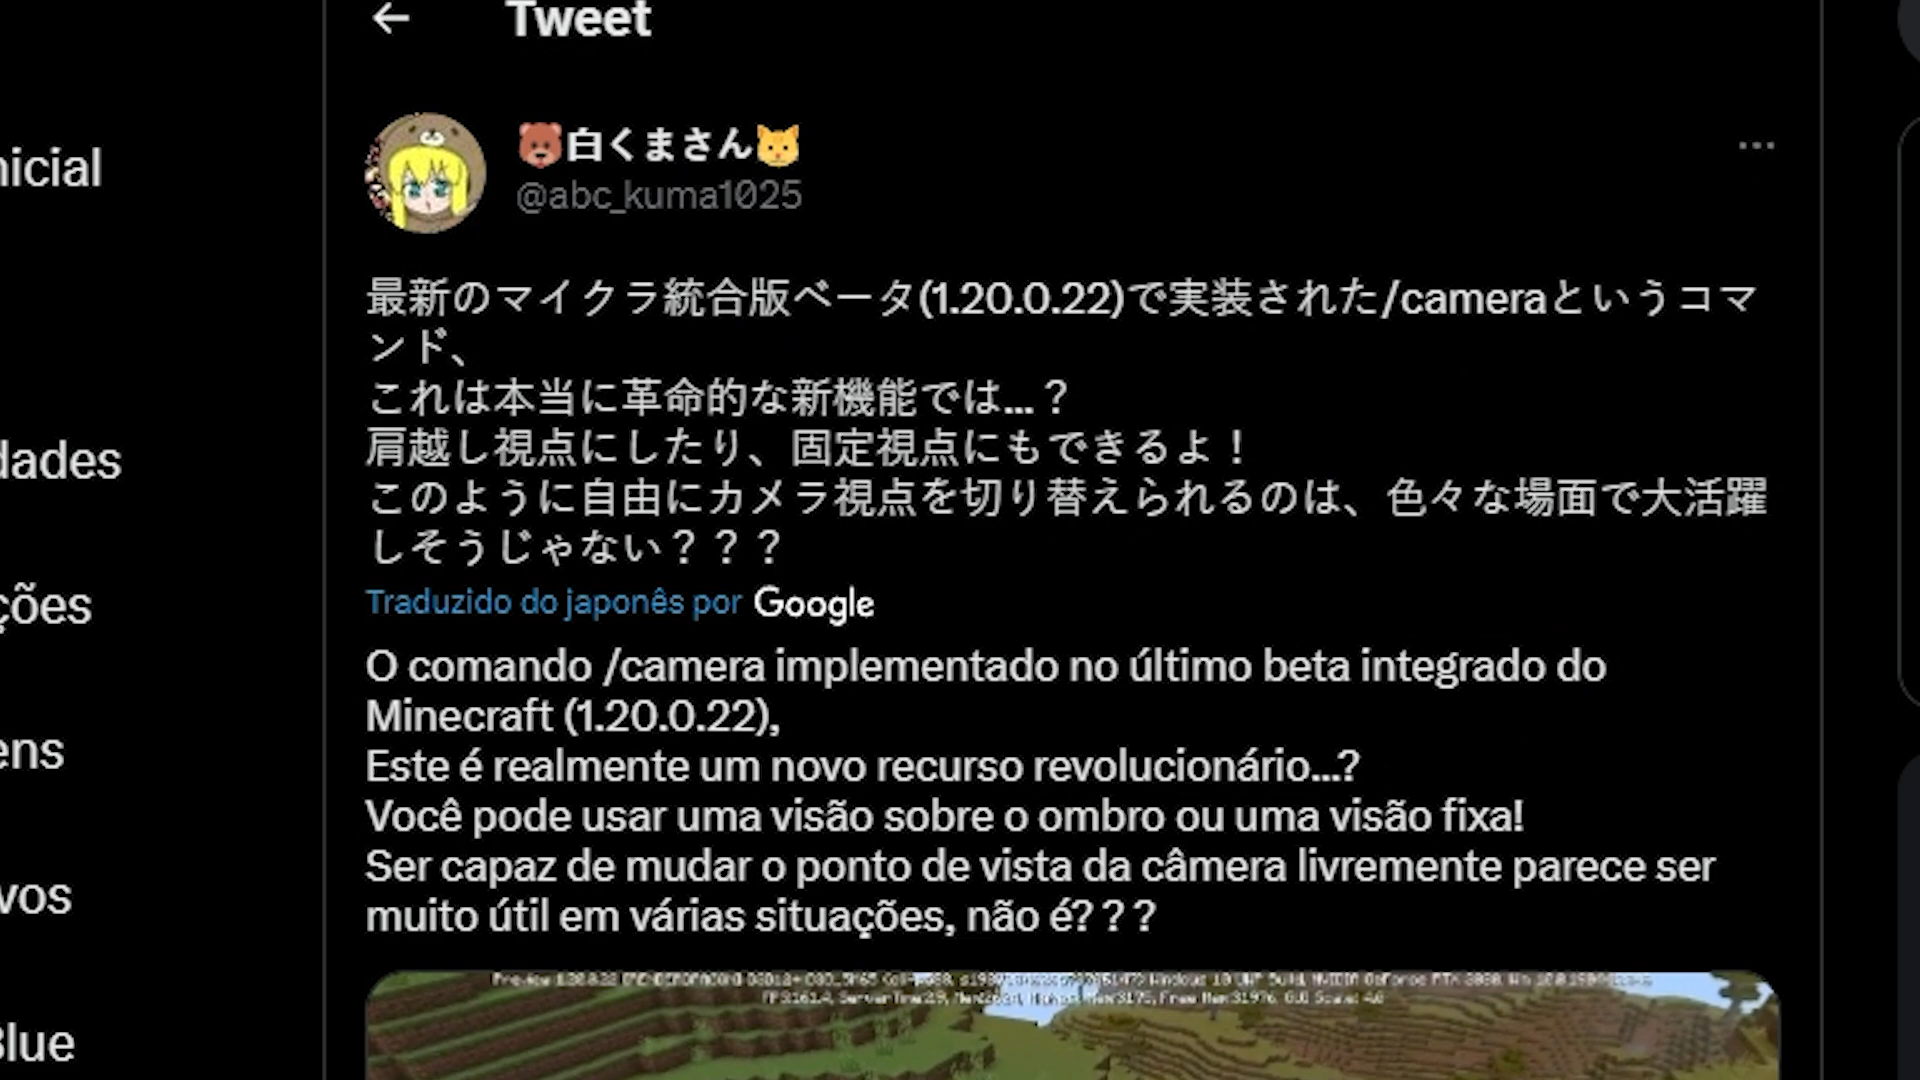 Tweet
🐻白くまさん🐱
@abc_kuma1025
最新のマイクラ統合版ベータ(1.20.0.22)で実装された/cameraというコマ
ンド、
これは本当に革命的な新機能では...？
肩越し視点にしたり、固定視点にもできるよ！
このように自由にカメラ視点を切り替えられるのは、色々な場面で大活躍
しそうじゃない？？？
Traduzido do japonês por Google
O comando /camera implementado no último beta integrado do
Minecraft (1.20.0.22),
Este é realmente um novo recurso revolucionário...?
Você pode usar uma visão sobre o ombro ou uma visão fixa!
Ser capaz de mudar o ponto de vista da câmera livremente parece ser
muito útil em várias situações, não é? ? ?
nicial
dades
ções
ens
vos
Blue